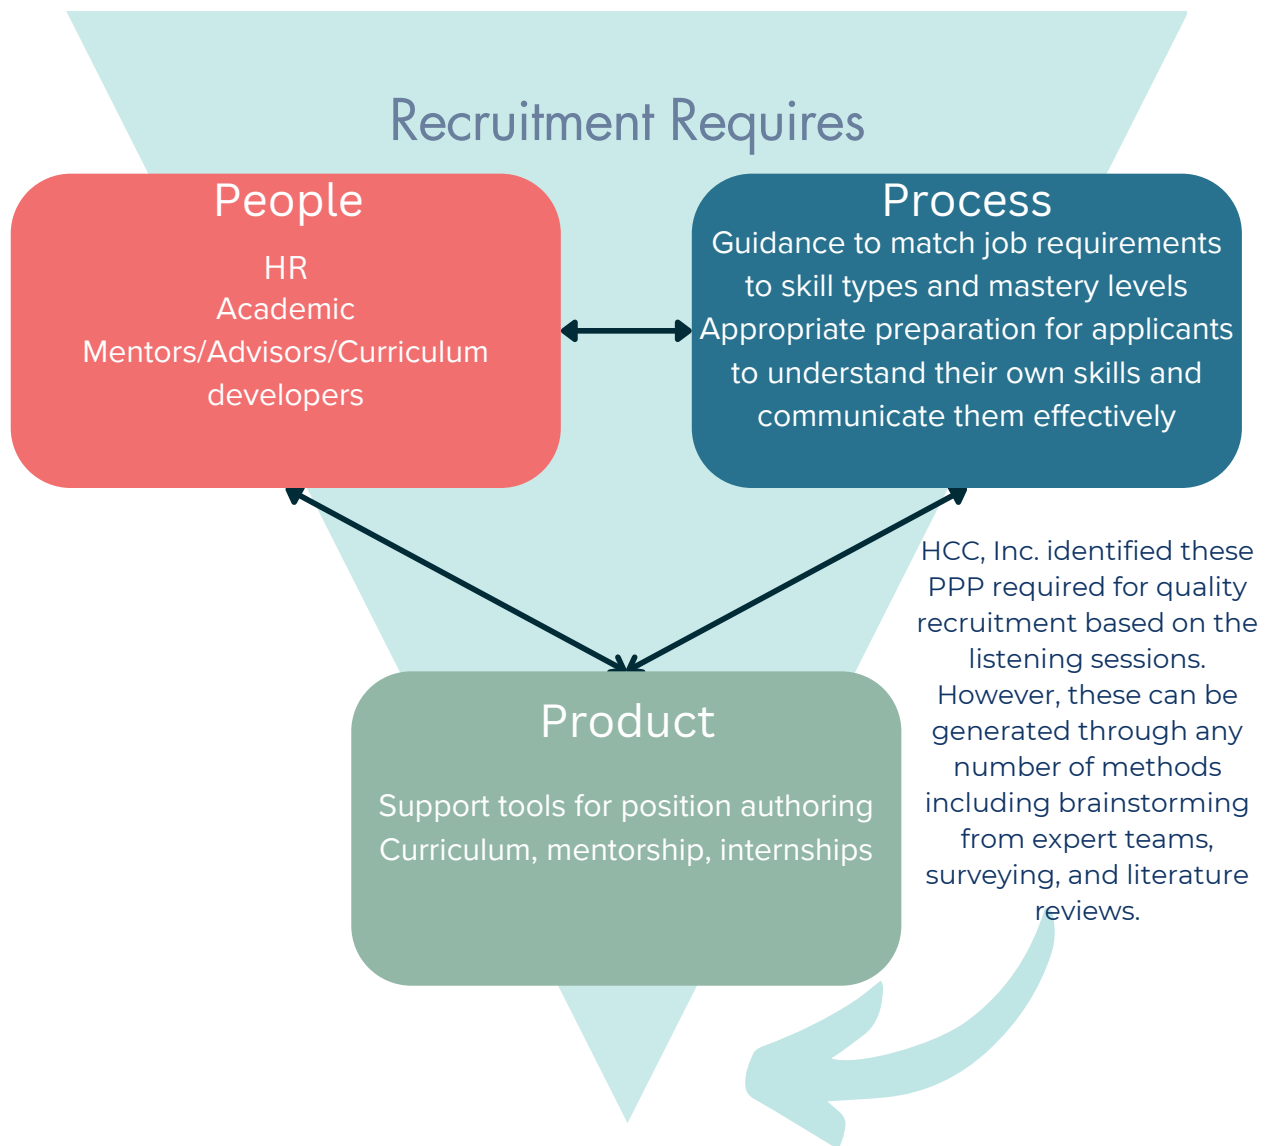 Recruitment Requires
People
HR
Academic
Mentors/Advisors/Curriculum
developers
Process
Guidance to match job requirements
to skill types and mastery levels
Appropriate preparation for applicants
to understand their own skills and
communicate them effectively
Product
Support tools for position authoring
Curriculum, mentorship, internships
HCC, Inc. identified these
PPP required for quality
recruitment based on the
listening sessions.
However, these can be
generated through any
number of methods
including brainstorming
from expert teams,
surveying, and literature
reviews.